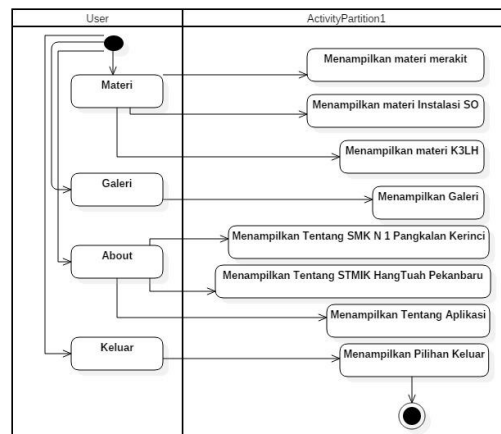 User
ActivityPartition1
Menampilkan materi merakit
Materi
Menampilkan materi Instalasi SO
Menampilkan materi K3LH
Galeri
Menampilkan Galeri
Menampilkan Tentang SMK N 1 Pangkalan Kerinci
About
Menampilkan Tentang STMIK HangTuah Pekanbaru
Menampilkan Tentang Aplikasi
Keluar
Menampilkan Pilihan Keluar